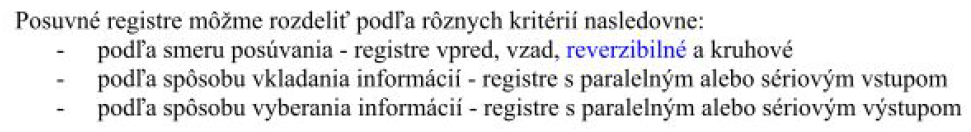 Posuvné registre môžme rozdeliť podľa rôznych kritérií nasledovne:
- podľa smeru posúvania - registre vpred, vzad, reverzibilné a kruhové
- podľa spôsobu vkladania informácií - registre s paralelným alebo sériovým vstupom
- podľa spôsobu vyberania informácií - registre s paralelným alebo sériovým výstupom